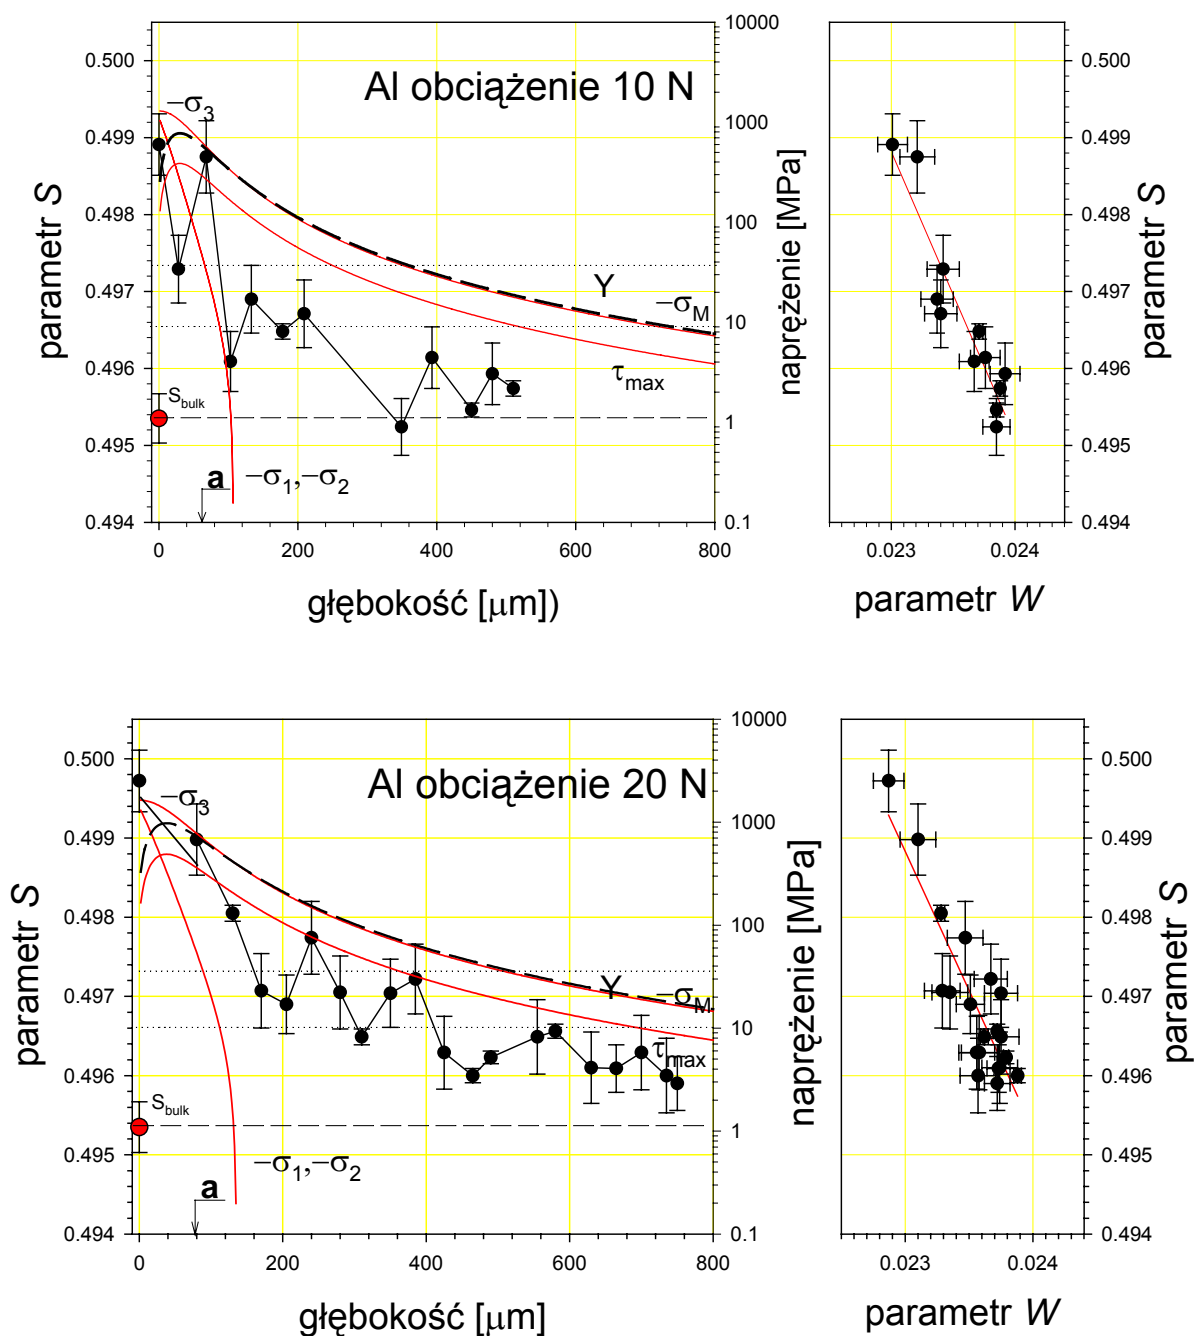 Al obciążenie 10 N
0.500
0.499
0.498
0.497
0.496
0.495
0.494
parametr S
10000
1000
100
10
1
0.1
naprężenie [MPa]
−σ3
Y
−σM
τmax
Sbulk
a
−σ1,−σ2
0
200
400
600
800
głębokość [μm])
0.500
0.499
0.498
0.497
0.496
0.495
0.494
parametr S
0.023
0.024
parametr W
Al obciążenie 20 N
0.500
0.499
0.498
0.497
0.496
0.495
0.494
parametr S
10000
1000
100
10
1
0.1
naprężenie [MPa]
−σ3
Y
−σM
τmax
Sbulk
−σ1,−σ2
a
0
200
400
600
800
głębokość [μm]
0.500
0.499
0.498
0.497
0.496
0.495
0.494
parametr S
0.023
0.024
parametr W